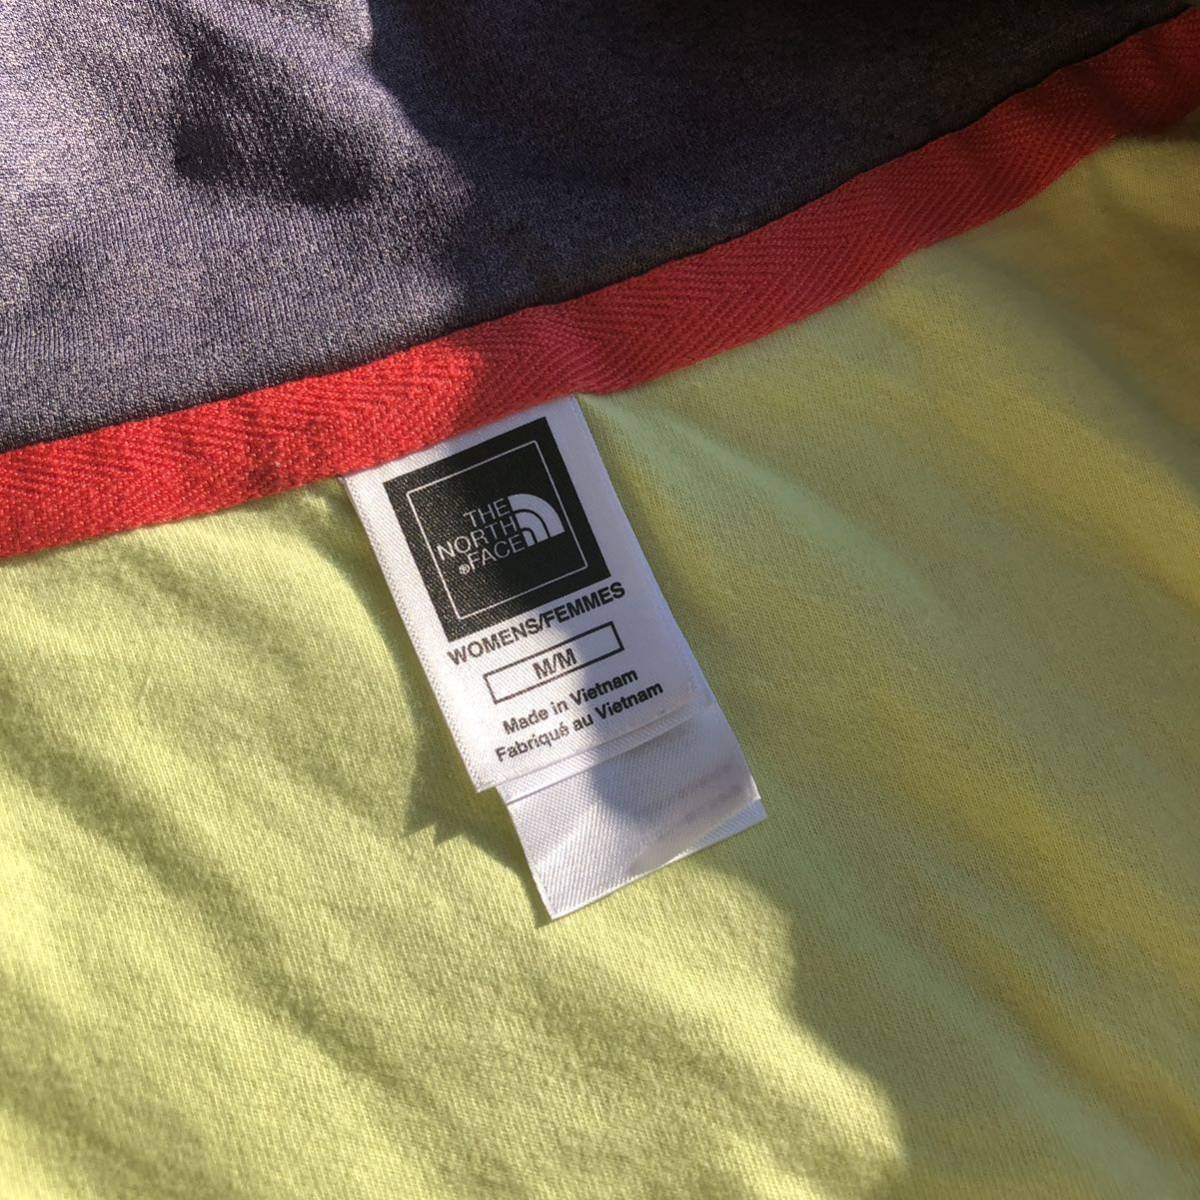 THE
NORTH
®FACE
WOMENS/FEMMES
M/M
Made in Vietnam
Fabriqué au Vietnam